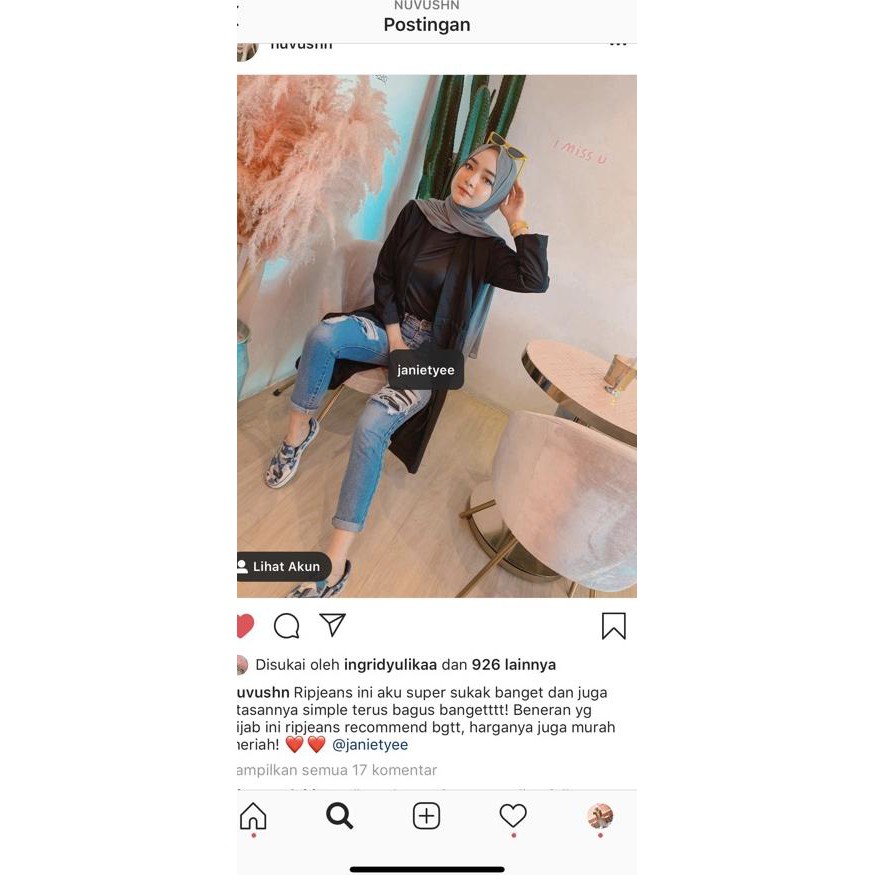 NUVUSHN
Postingan
nuvushn
i MISS U
janietyee
Lihat Akun
Disukai oleh ingridyulikaa dan 926 lainnya
uvushn Ripjeans ini aku super sukak banget dan juga
tasannya simple terus bagus bangetttt! Beneran yg
ijab ini ripjeans recommend bgtt, harganya juga murah
neriah! ❤️❤️ @janietyee
ampilkan semua 17 komentar